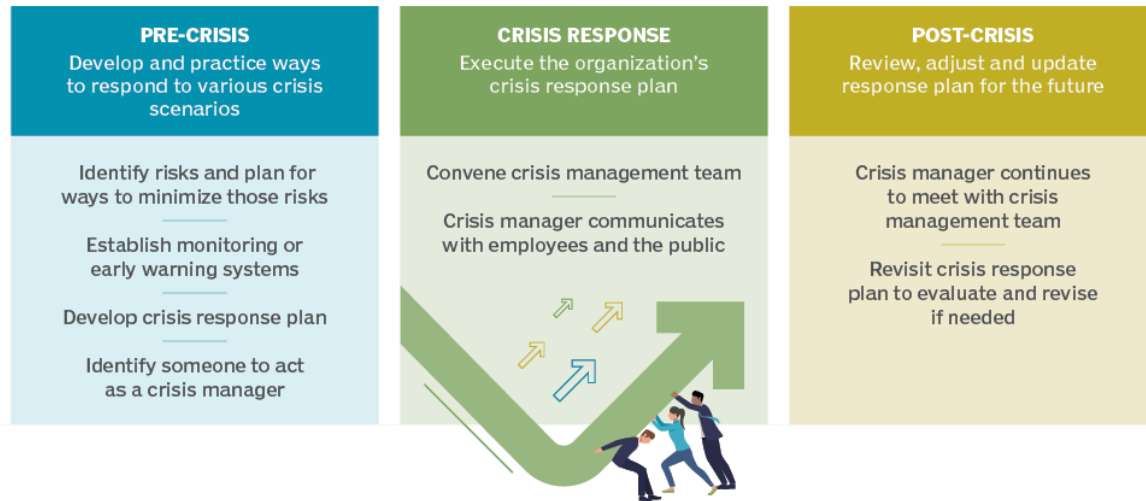 PRE-CRISIS
Develop and practice ways
to respond to various crisis
scenarios
Identify risks and plan for
ways to minimize those risks
Establish monitoring or
early warning systems
Develop crisis response plan
Identify someone to act
as a crisis manager
CRISIS RESPONSE
Execute the organization’s
crisis response plan
Convene crisis management team
Crisis manager communicates
with employees and the public
POST-CRISIS
Review, adjust and update
response plan for the future
Crisis manager continues
to meet with crisis
management team
Revisit crisis response
plan to evaluate and revise
if needed